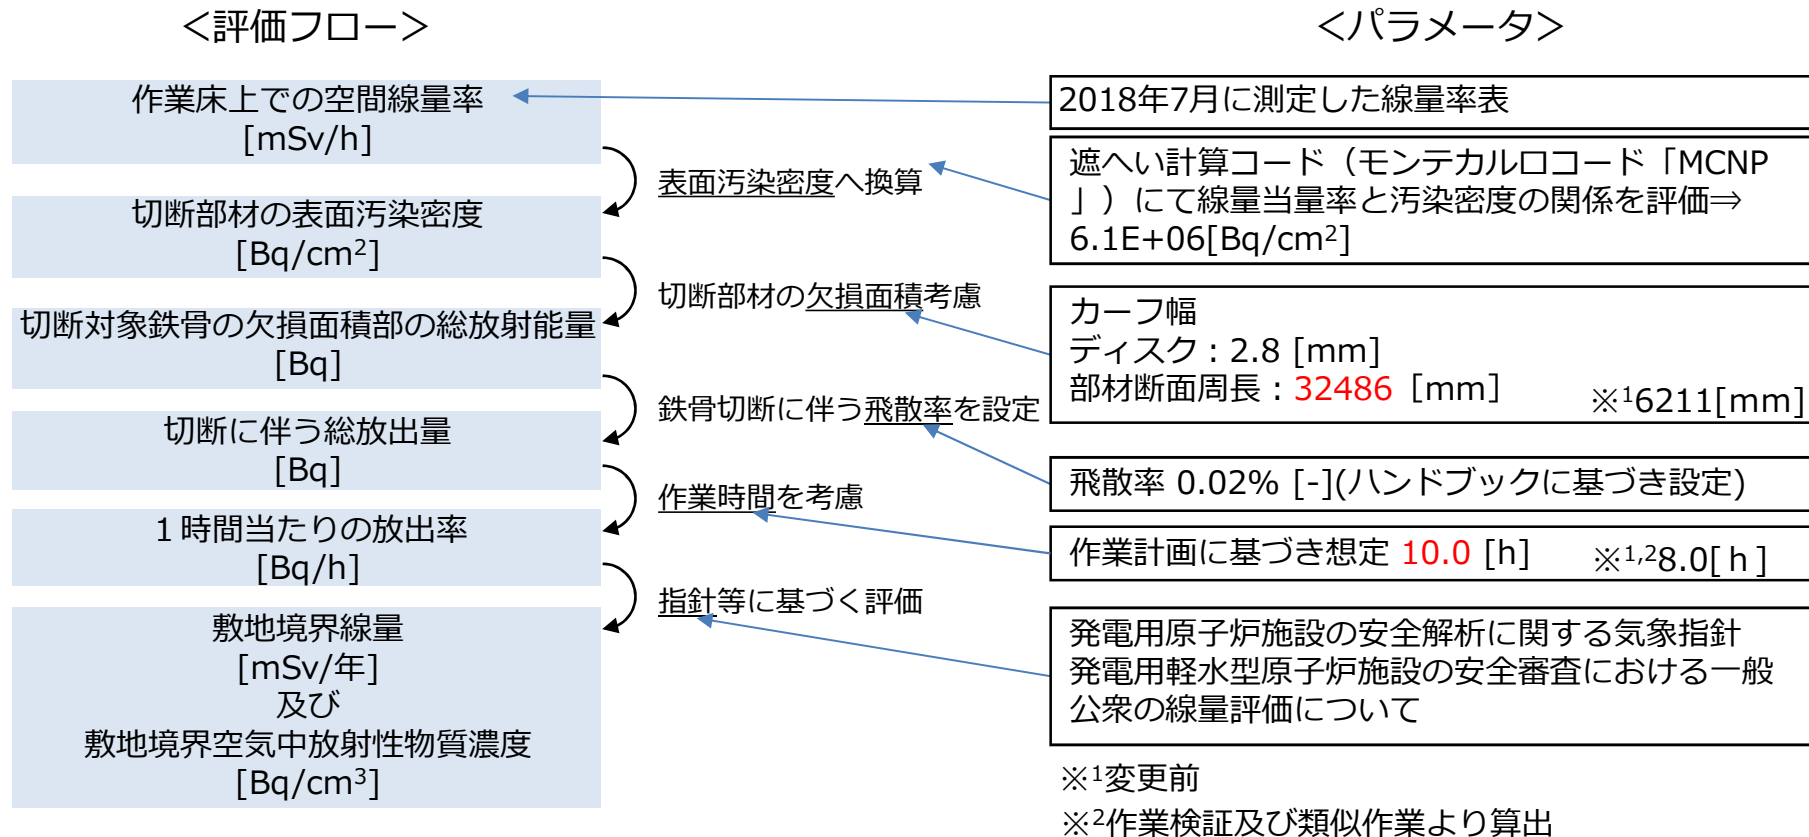 ＜評価フロー＞
作業床上での空間線量率
[mSv/h]
表面汚染密度へ換算
切断部材の表面汚染密度
[Bq/cm²]
切断部材の欠損面積考慮
切断対象鉄骨の欠損面積部の総放射能量
[Bq]
鉄骨切断に伴う飛散率を設定
切断に伴う総放出量
[Bq]
作業時間を考慮
１時間当たりの放出率
[Bq/h]
指針等に基づく評価
敷地境界線量
[mSv/年]
及び
敷地境界空気中放射性物質濃度
[Bq/cm³]
＜パラメータ＞
2018年7月に測定した線量率表
遮へい計算コード（モンテカルロコード「MCNP
」）にて線量当量率と汚染密度の関係を評価⇒
6.1E+06[Bq/cm²]
カーフ幅
ディスク：2.8 [mm]
部材断面周長：32486［mm］ ※¹6211[mm]
飛散率 0.02% [-](ハンドブックに基づき設定)
作業計画に基づき想定 10.0 [h] ※¹,²8.0[ｈ]
発電用原子炉施設の安全解析に関する気象指針
発電用軽水型原子炉施設の安全審査における一般
公衆の線量評価について
※¹変更前
※²作業検証及び類似作業より算出